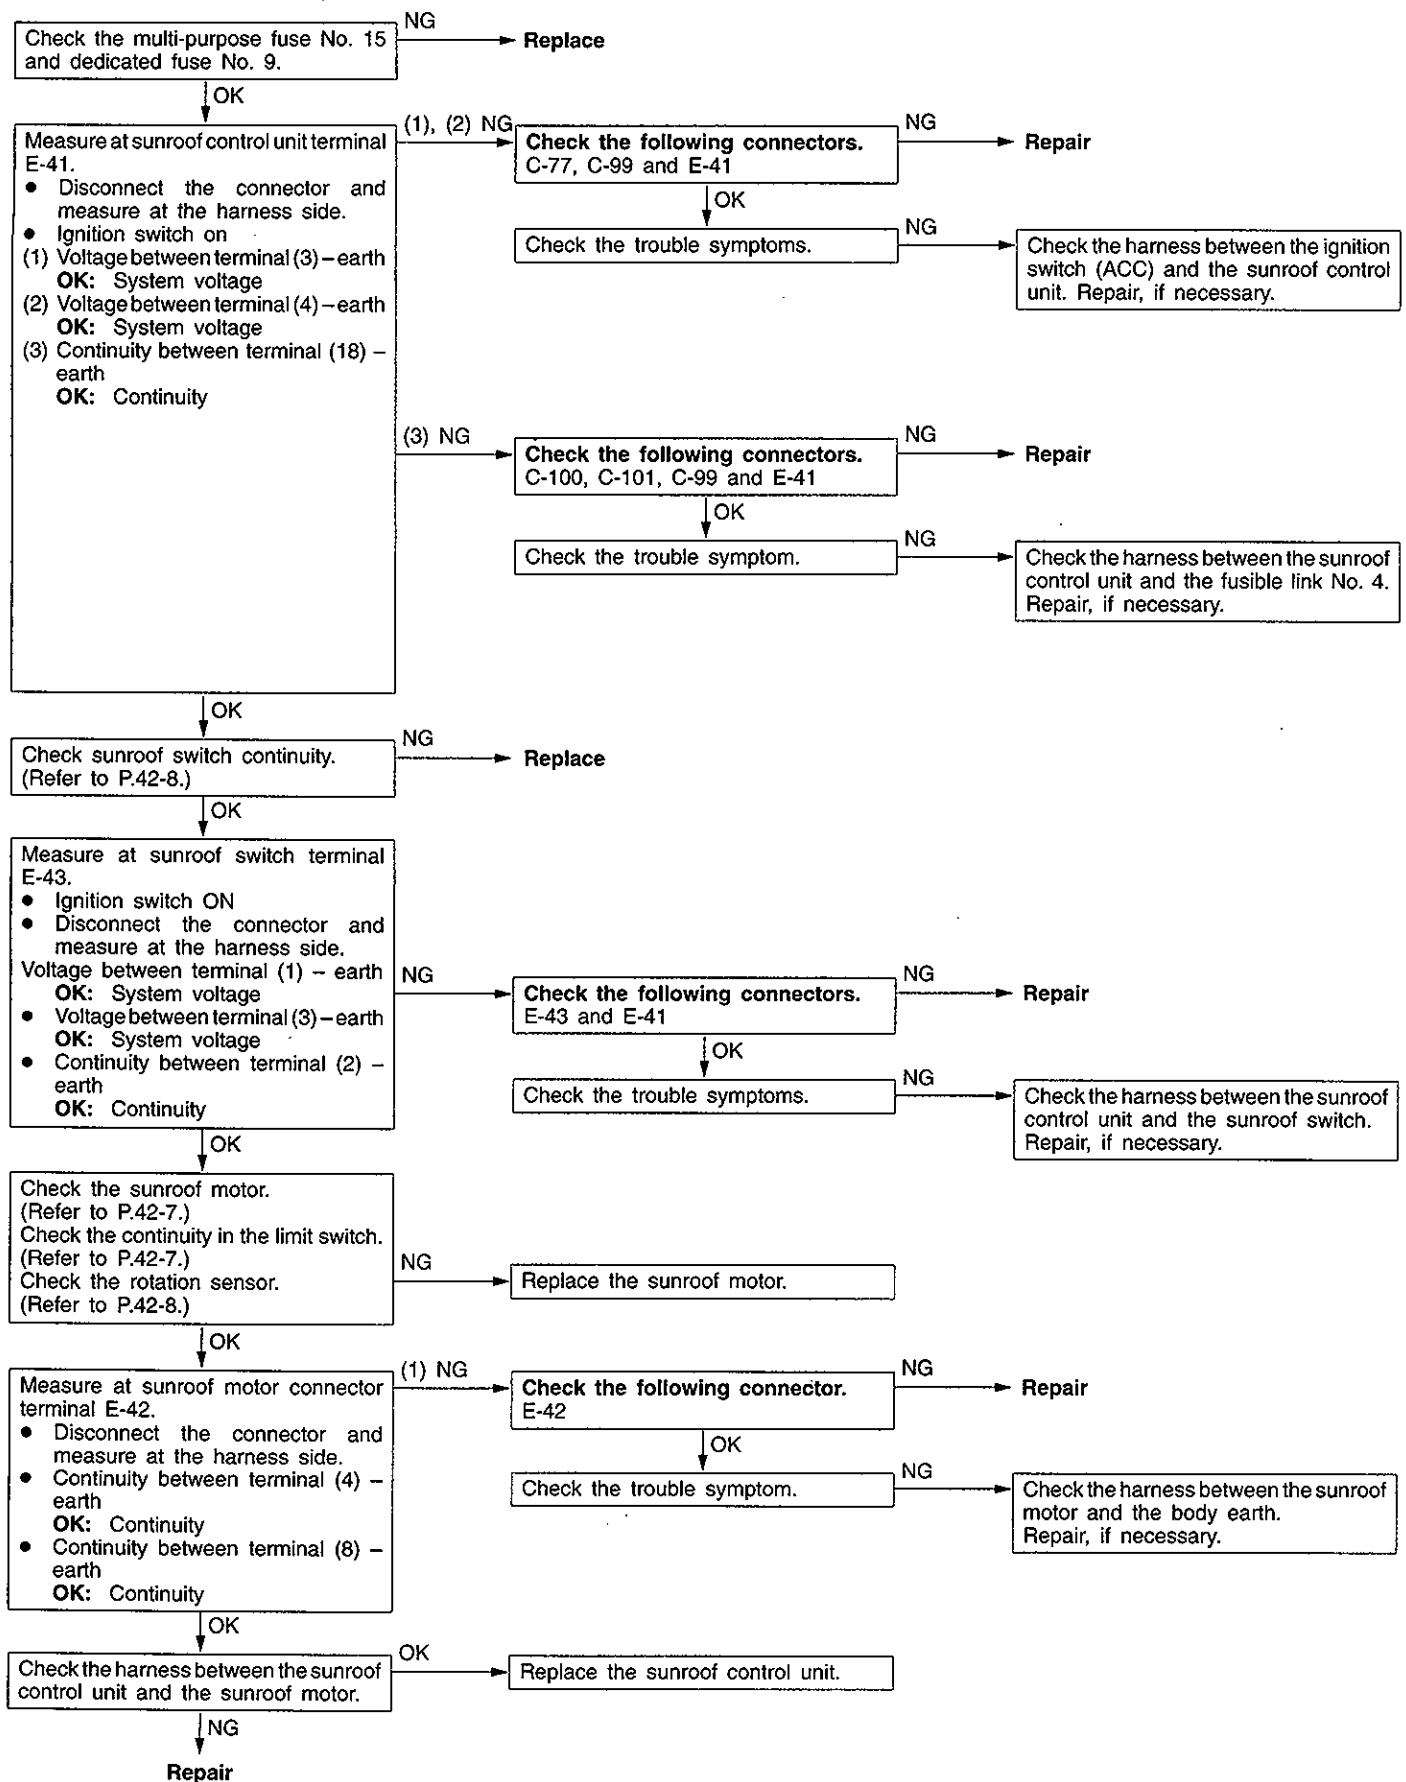 Check the multi-purpose fuse No. 15
and dedicated fuse No. 9.
NG
Replace
OK
Measure at sunroof control unit terminal
E-41.
● Disconnect the connector and
measure at the harness side.
● Ignition switch on
(1) Voltage between terminal (3) – earth
OK: System voltage
(2) Voltage between terminal (4) – earth
OK: System voltage
(3) Continuity between terminal (18) –
earth
OK: Continuity
(1), (2) NG
Check the following connectors.
C-77, C-99 and E-41
NG
Repair
OK
Check the trouble symptoms.
NG
Check the harness between the ignition
switch (ACC) and the sunroof control
unit. Repair, if necessary.
(3) NG
Check the following connectors.
C-100, C-101, C-99 and E-41
NG
Repair
OK
Check the trouble symptom.
NG
Check the harness between the sunroof
control unit and the fusible link No. 4.
Repair, if necessary.
OK
Check sunroof switch continuity.
(Refer to P.42-8.)
NG
Replace
OK
Measure at sunroof switch terminal
E-43.
● Ignition switch ON
● Disconnect the connector and
measure at the harness side.
Voltage between terminal (1) – earth
OK: System voltage
● Voltage between terminal (3) – earth
OK: System voltage
● Continuity between terminal (2) –
earth
OK: Continuity
NG
Check the following connectors.
E-43 and E-41
NG
Repair
OK
Check the trouble symptoms.
NG
Check the harness between the sunroof
control unit and the sunroof switch.
Repair, if necessary.
OK
Check the sunroof motor.
(Refer to P.42-7.)
Check the continuity in the limit switch.
(Refer to P.42-7.)
Check the rotation sensor.
(Refer to P.42-8.)
NG
Replace the sunroof motor.
OK
Measure at sunroof motor connector
terminal E-42.
● Disconnect the connector and
measure at the harness side.
● Continuity between terminal (4) –
earth
OK: Continuity
● Continuity between terminal (8) –
earth
OK: Continuity
(1) NG
Check the following connector.
E-42
NG
Repair
OK
Check the trouble symptom.
NG
Check the harness between the sunroof
motor and the body earth.
Repair, if necessary.
OK
Check the harness between the sunroof
control unit and the sunroof motor.
OK
Replace the sunroof control unit.
NG
Repair